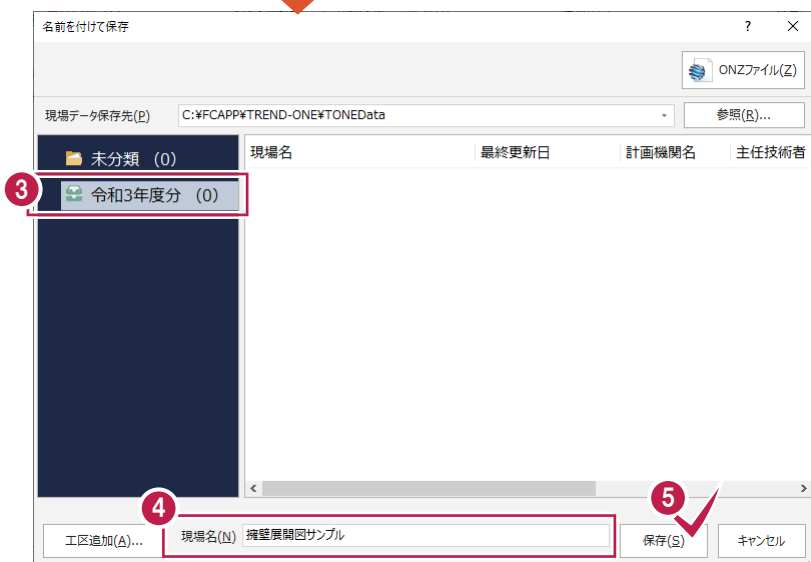 名前を付けて保存 ?
ONZファイル(Z)
現場データ保存先(P) C:¥FCAPP¥TREND-ONE¥TONEData 参照(R)...
未分類 (0) 現場名 最終更新日 計画機関名 主任技術者
3 令和3年度分 (0)
4 5
工区追加(A)... 現場名(N) 擁壁展開図サンプル 保存(S) キャンセル